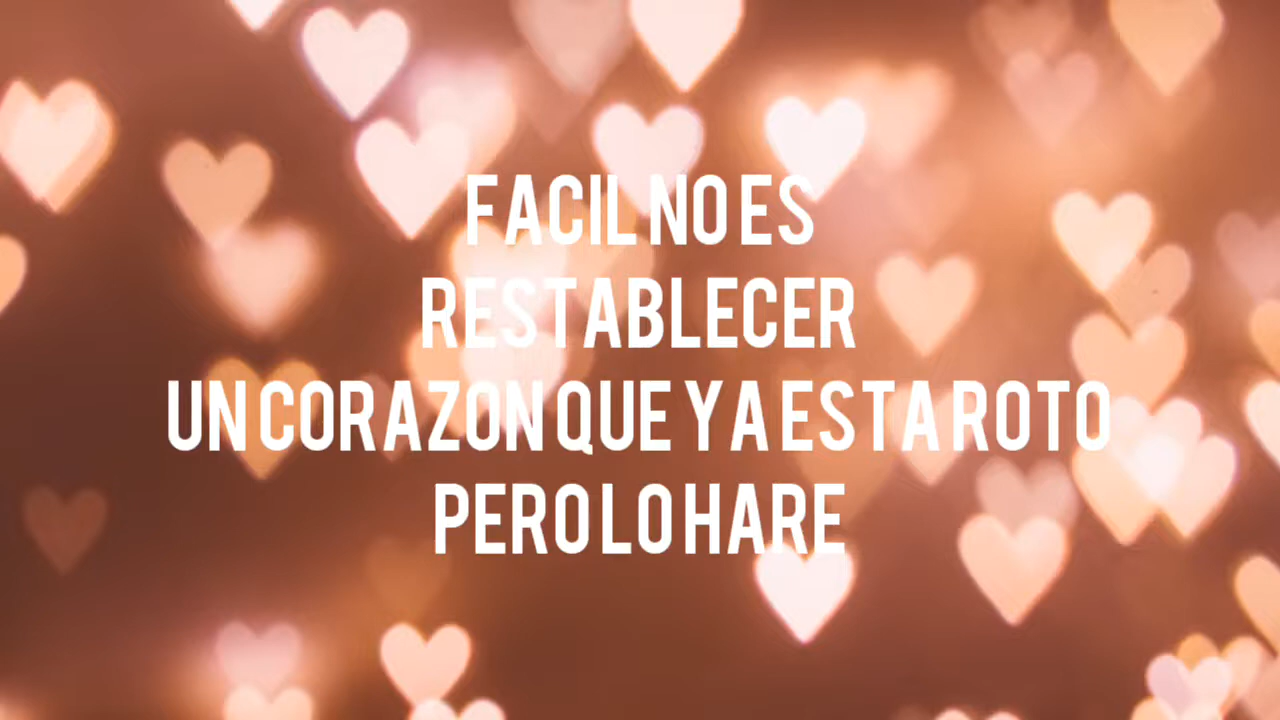 FACIL NO ES
RESTABLECER
UN CORAZON QUE YA ESTA ROTO
PERO LO HARE